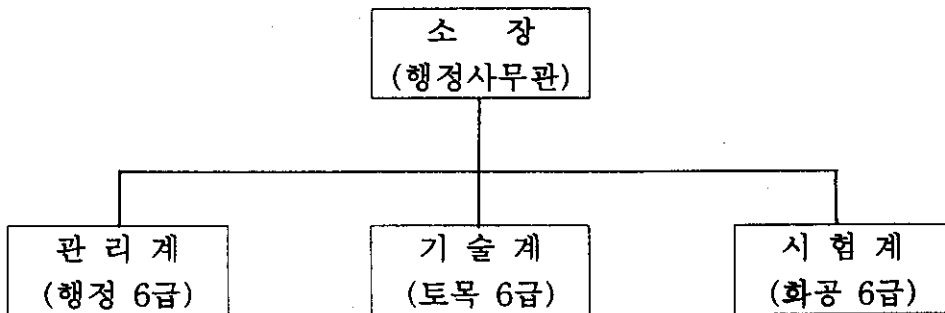 소 장
(행정사무관)
관 리 계
(행정 6급)
기 술 계
(토목 6급)
시 험 계
(화공 6급)